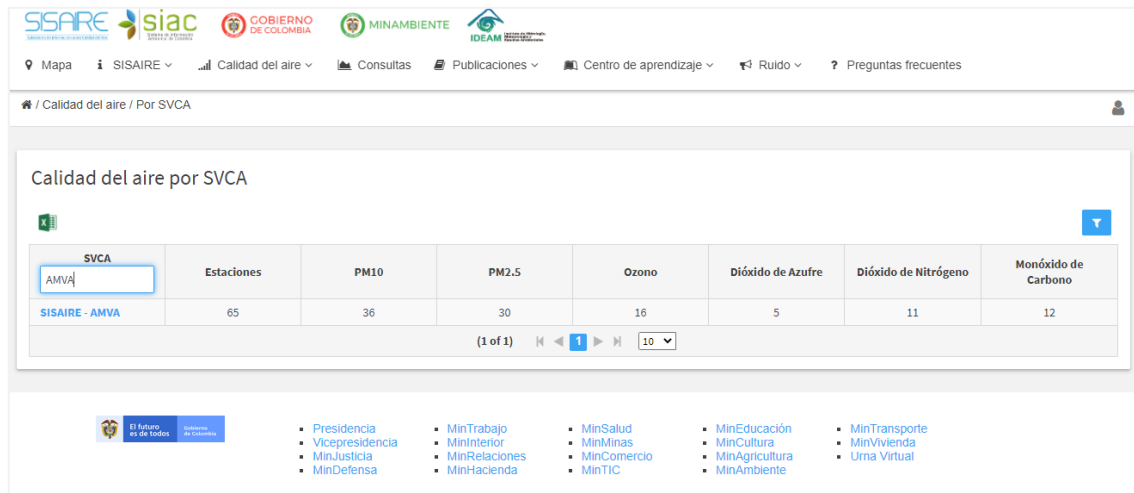 SISAIRE siac GOBIERNO DE COLOMBIA MINAMBIENTE IDEAM
Mapa SISAIRE Calidad del aire Consultas Publicaciones Centro de aprendizaje Ruido Preguntas frecuentes
/ Calidad del aire / Por SVCA
Calidad del aire por SVCA
SVCA
AMVA
Estaciones PM10 PM2.5 Ozono Dióxido de Azufre Dióxido de Nitrógeno Monóxido de Carbono
SISAIRE - AMVA 65 36 30 16 5 11 12
(1 of 1) 1 10
El futuro es de todos Gobierno de Colombia
Presidencia
Vicepresidencia
MinJusticia
MinDefensa
MinTrabajo
MinInterior
MinRelaciones
MinHacienda
MinSalud
MinMinas
MinComercio
MinTIC
MinEducación
MinCultura
MinAgricultura
MinAmbiente
MinTransporte
MinVivienda
Urna Virtual